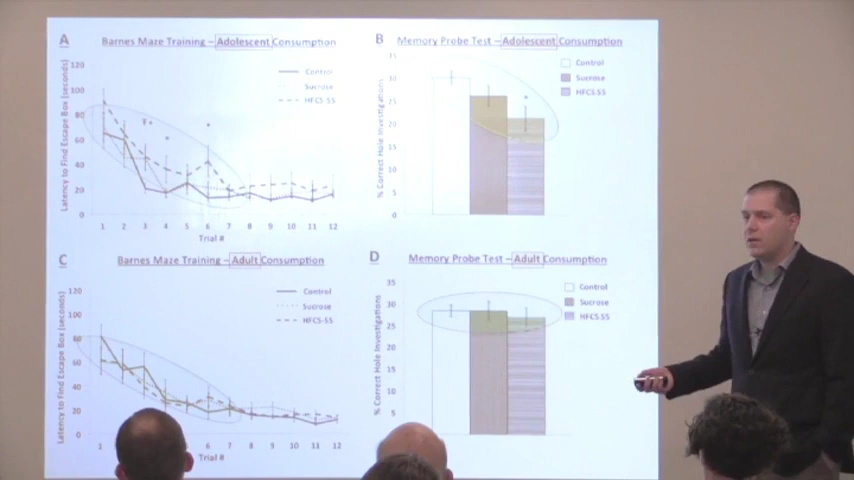 A Barnes Maze Training – Adolescent Consumption
Latency to Find Escape Box (seconds)
120
100
80
60
40
20
0
Control
Sucrose
HFCS-55
Ŧ*
*
*
1 2 3 4 5 6 7 8 9 10 11 12
Trial #
B Memory Probe Test – Adolescent Consumption
% Correct Hole Investigations
35
30
25
20
15
10
5
0
Control
Sucrose
HFCS-55
*
C Barnes Maze Training – Adult Consumption
Latency to Find Escape Box (seconds)
120
100
80
60
40
20
0
Control
Sucrose
HFCS-55
1 2 3 4 5 6 7 8 9 10 11 12
Trial #
D Memory Probe Test – Adult Consumption
% Correct Hole Investigations
35
30
25
20
15
10
5
Control
Sucrose
HFCS-55